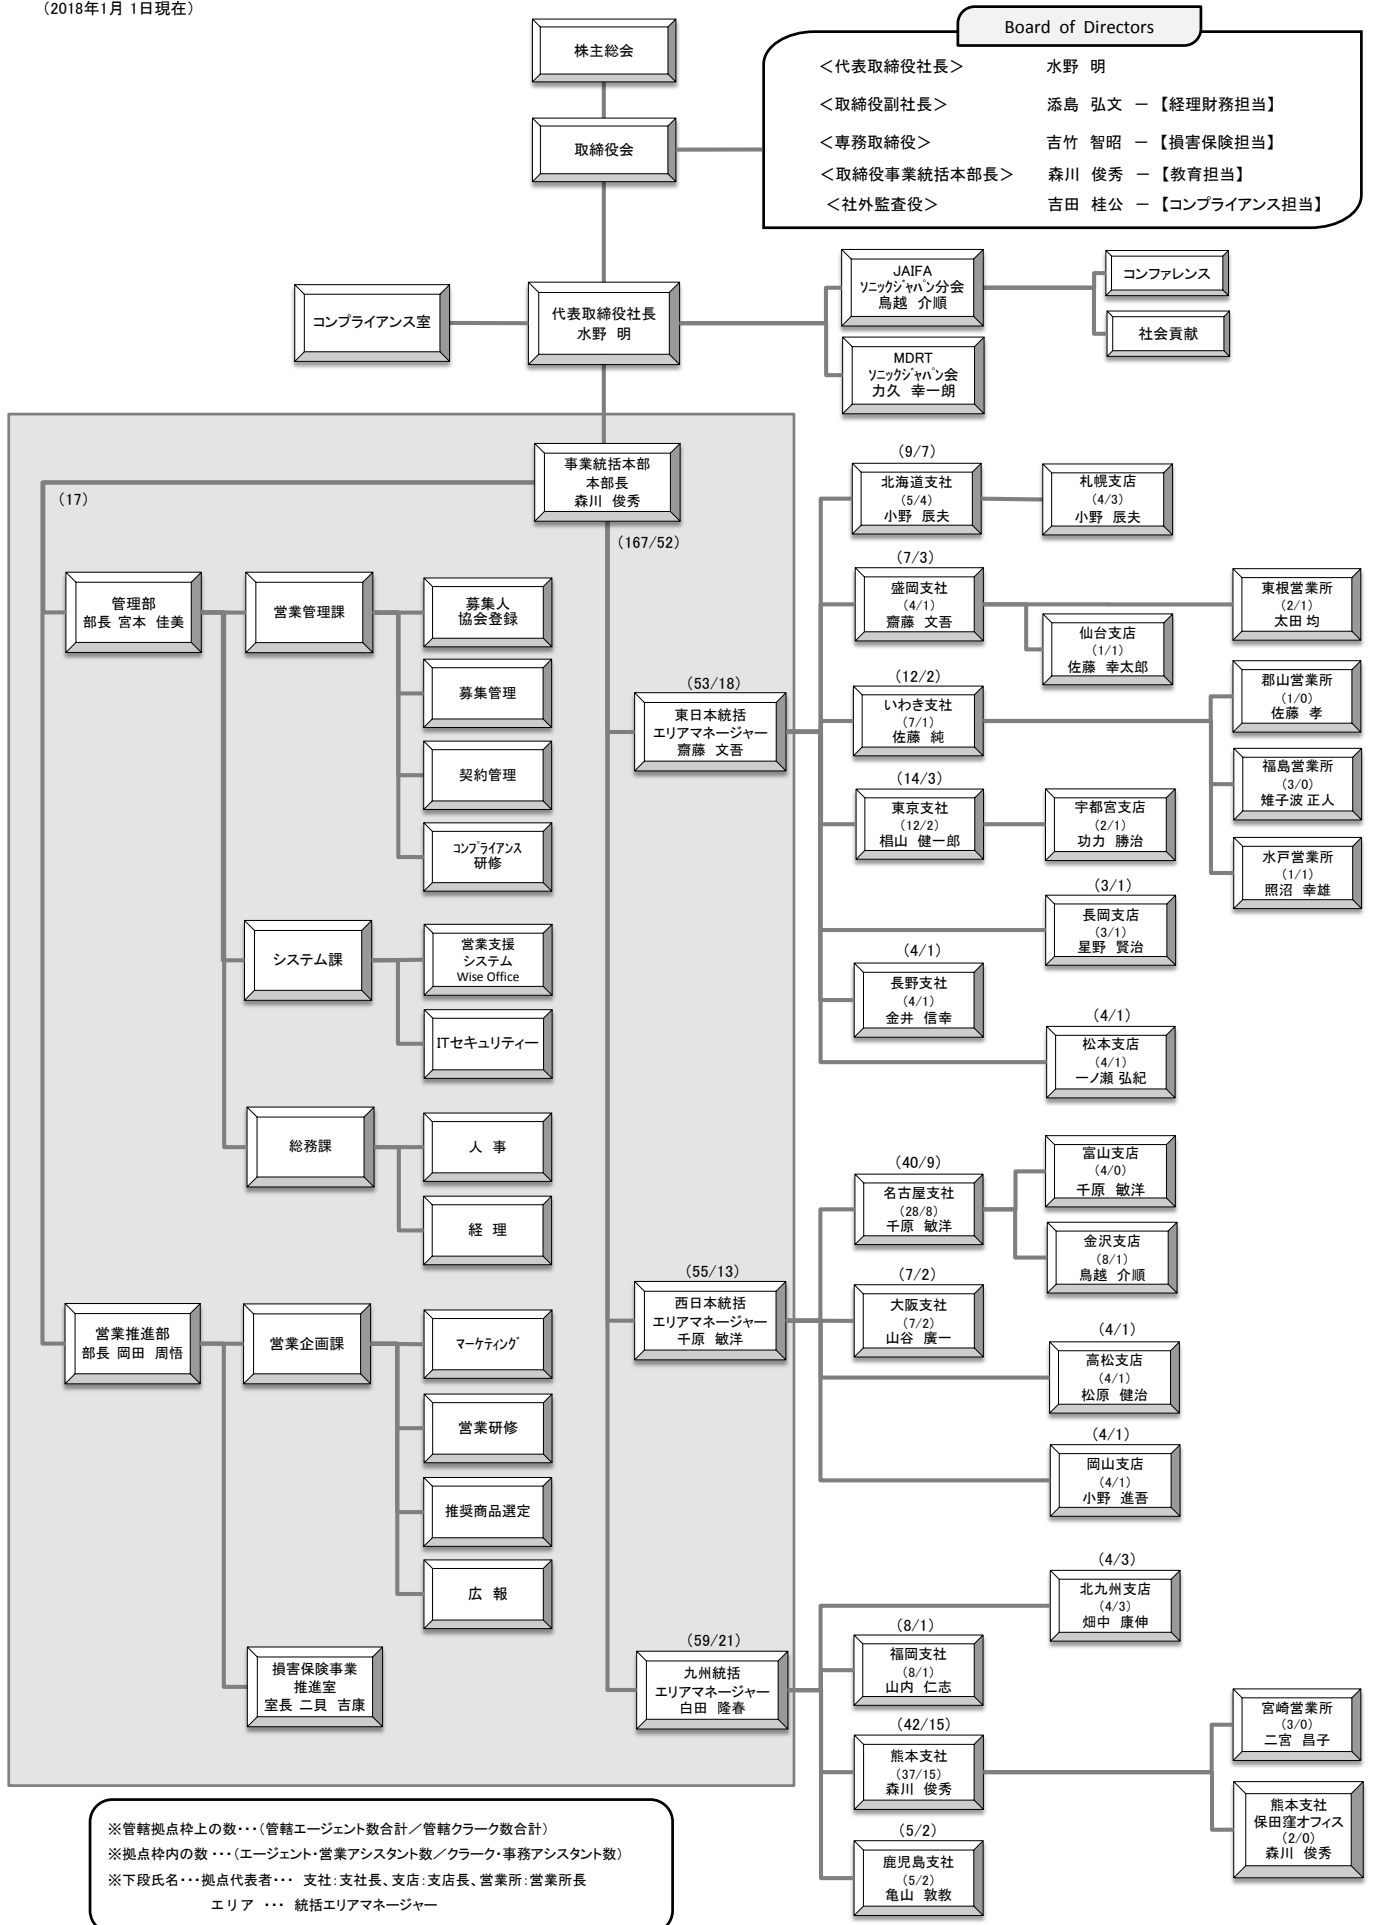 (2018年1月 1日現在)
株主総会
取締役会
Board of Directors
＜代表取締役社長＞ 水野 明
＜取締役副社長＞ 添島 弘文 － 【経理財務担当】
＜専務取締役＞ 吉竹 智昭 － 【損害保険担当】
＜取締役事業統括本部長＞ 森川 俊秀 － 【教育担当】
＜社外監査役＞ 吉田 桂公 － 【コンプライアンス担当】
コンプライアンス室
代表取締役社長
水野 明
JAIFA
ソニックジャパン分会
鳥越 介順
コンファレンス
社会貢献
MDRT
ソニックジャパン会
力久 幸一朗
事業統括本部
本部長
森川 俊秀
(17)
(167/52)
管理部
部長 宮本 佳美
営業管理課
募集人
協会登録
募集管理
契約管理
コンプライアンス
研修
システム課
営業支援
システム
Wise Office
ITセキュリティー
総務課
人 事
経 理
営業推進部
部長 岡田 周悟
営業企画課
マーケティング
営業研修
推奨商品選定
広 報
損害保険事業
推進室
室長 二貝 吉康
(53/18)
東日本統括
エリアマネージャー
齋藤 文吾
(9/7)
北海道支社
(5/4)
小野 辰夫
札幌支店
(4/3)
小野 辰夫
(7/3)
盛岡支社
(4/1)
齋藤 文吾
仙台支店
(1/1)
佐藤 幸太郎
東根営業所
(2/1)
太田 均
(12/2)
いわき支社
(7/1)
佐藤 純
郡山営業所
(1/0)
佐藤 孝
福島営業所
(3/0)
雉子波 正人
水戸営業所
(1/1)
照沼 幸雄
(14/3)
東京支社
(12/2)
椙山 健一郎
宇都宮支店
(2/1)
功力 勝治
(3/1)
長岡支店
(3/1)
星野 賢治
(4/1)
長野支社
(4/1)
金井 信幸
(4/1)
松本支店
(4/1)
一ノ瀬 弘紀
(55/13)
西日本統括
エリアマネージャー
千原 敏洋
(40/9)
名古屋支社
(28/8)
千原 敏洋
富山支店
(4/0)
千原 敏洋
金沢支店
(8/1)
鳥越 介順
(7/2)
大阪支社
(7/2)
山谷 廣一
(4/1)
高松支店
(4/1)
松原 健治
(4/1)
岡山支店
(4/1)
小野 進吾
(59/21)
九州統括
エリアマネージャー
白田 隆春
(4/3)
北九州支店
(4/3)
畑中 康伸
(8/1)
福岡支社
(8/1)
山内 仁志
(42/15)
熊本支社
(37/15)
森川 俊秀
宮崎営業所
(3/0)
二宮 昌子
熊本支社
保田窪オフィス
(2/0)
森川 俊秀
(5/2)
鹿児島支社
(5/2)
亀山 敦教
※管轄拠点枠上の数・・・(管轄エージェント数合計／管轄クラーク数合計)
※拠点枠内の数 ・・・(エージェント・営業アシスタント数／クラーク・事務アシスタント数)
※下段氏名・・・拠点代表者・・・ 支社：支社長、支店：支店長、営業所：営業所長
エリア ・・・ 統括エリアマネージャー